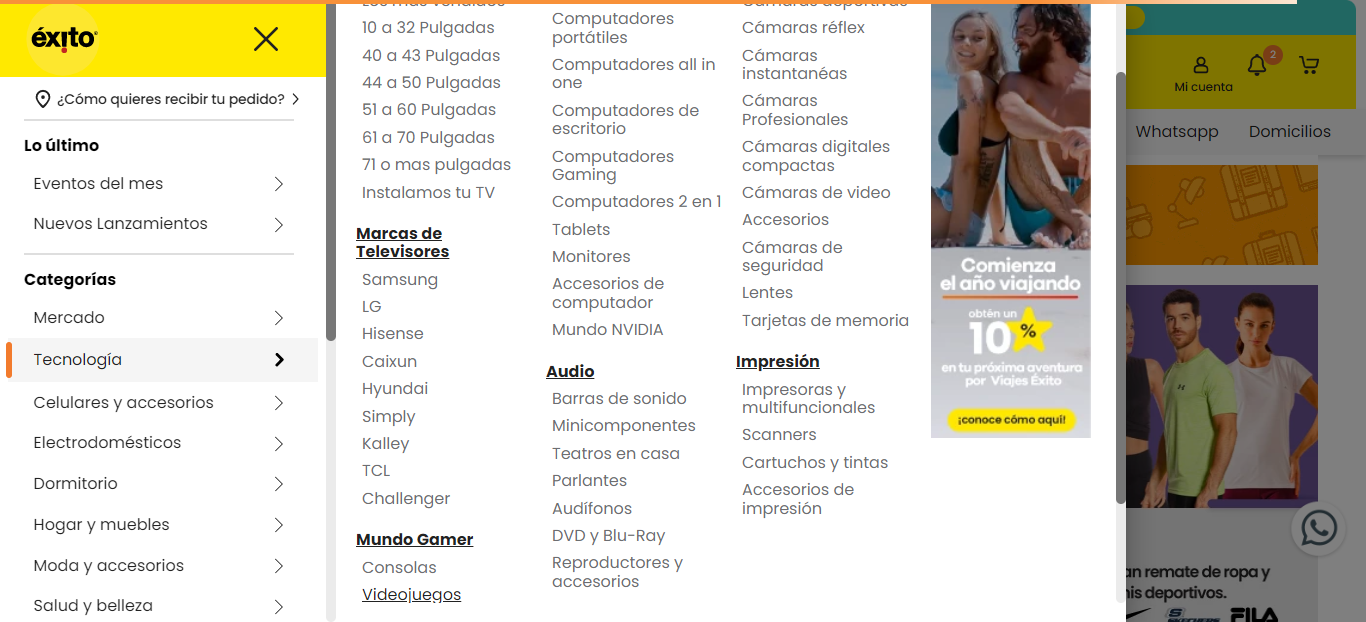 éxito
¿Cómo quieres recibir tu pedido?
Lo último
Eventos del mes
Nuevos Lanzamientos
Categorías
Mercado
Tecnología
Celulares y accesorios
Electrodomésticos
Dormitorio
Hogar y muebles
Moda y accesorios
Salud y belleza
Los más vendidos
10 a 32 Pulgadas
40 a 43 Pulgadas
44 a 50 Pulgadas
51 a 60 Pulgadas
61 a 70 Pulgadas
71 o mas pulgadas
Instalamos tu TV
Marcas de
Televisores
Samsung
LG
Hisense
Caixun
Hyundai
Simply
Kalley
TCL
Challenger
Mundo Gamer
Consolas
Videojuegos
Computadores
portátiles
Computadores all in
one
Computadores de
escritorio
Computadores
Gaming
Computadores 2 en 1
Tablets
Monitores
Accesorios de
computador
Mundo NVIDIA
Audio
Barras de sonido
Minicomponentes
Teatros en casa
Parlantes
Audífonos
DVD y Blu-Ray
Reproductores y
accesorios
Cámaras deportivas
Cámaras réflex
Cámaras
instantanéas
Cámaras
Profesionales
Cámaras digitales
compactas
Cámaras de video
Accesorios
Cámaras de
seguridad
Lentes
Tarjetas de memoria
Impresión
Impresoras y
multifuncionales
Scanners
Cartuchos y tintas
Accesorios de
impresión
Comienza
el año viajando
obtén un
10%
en tu próxima aventura
por Viajes Éxito
¡conoce cómo aquí!
2
Mi cuenta
Whatsapp
Domicilios
an remate de ropa y
nis deportivos.
SKECHERS
FILA